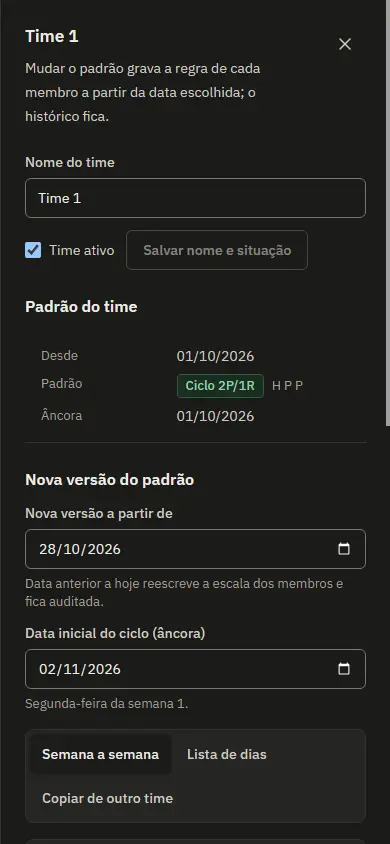 Time 1
Mudar o padrão grava a regra de cada
membro a partir da data escolhida; o
histórico fica.
Nome do time
Time 1
Time ativo
Salvar nome e situação
Padrão do time
Desde 01/10/2026
Padrão Ciclo 2P/1R H P P
Âncora 01/10/2026
Nova versão do padrão
Nova versão a partir de
28/10/2026
Data anterior a hoje reescreve a escala dos membros e
fica auditada.
Data inicial do ciclo (âncora)
02/11/2026
Segunda-feira da semana 1.
Semana a semana Lista de dias
Copiar de outro time